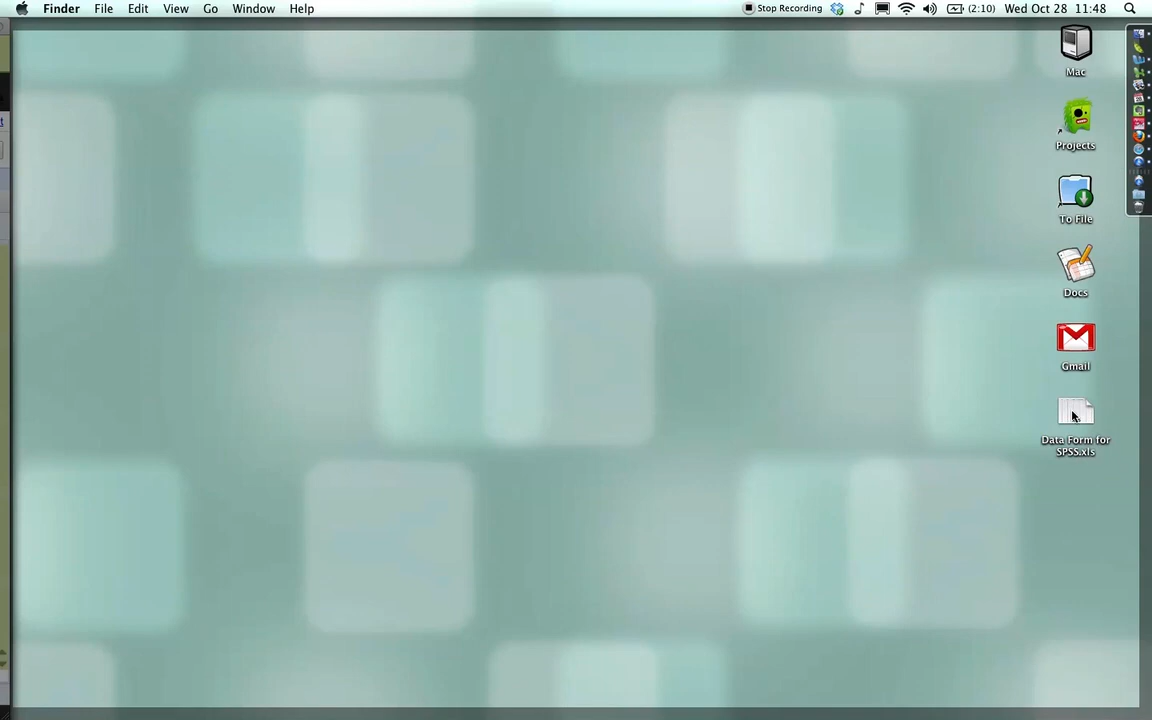 Finder File Edit View Go Window Help Stop Recording (2:10) Wed Oct 28 11:48
Mac
Projects
To File
Docs
Gmail
Data Form for
SPSS.xls